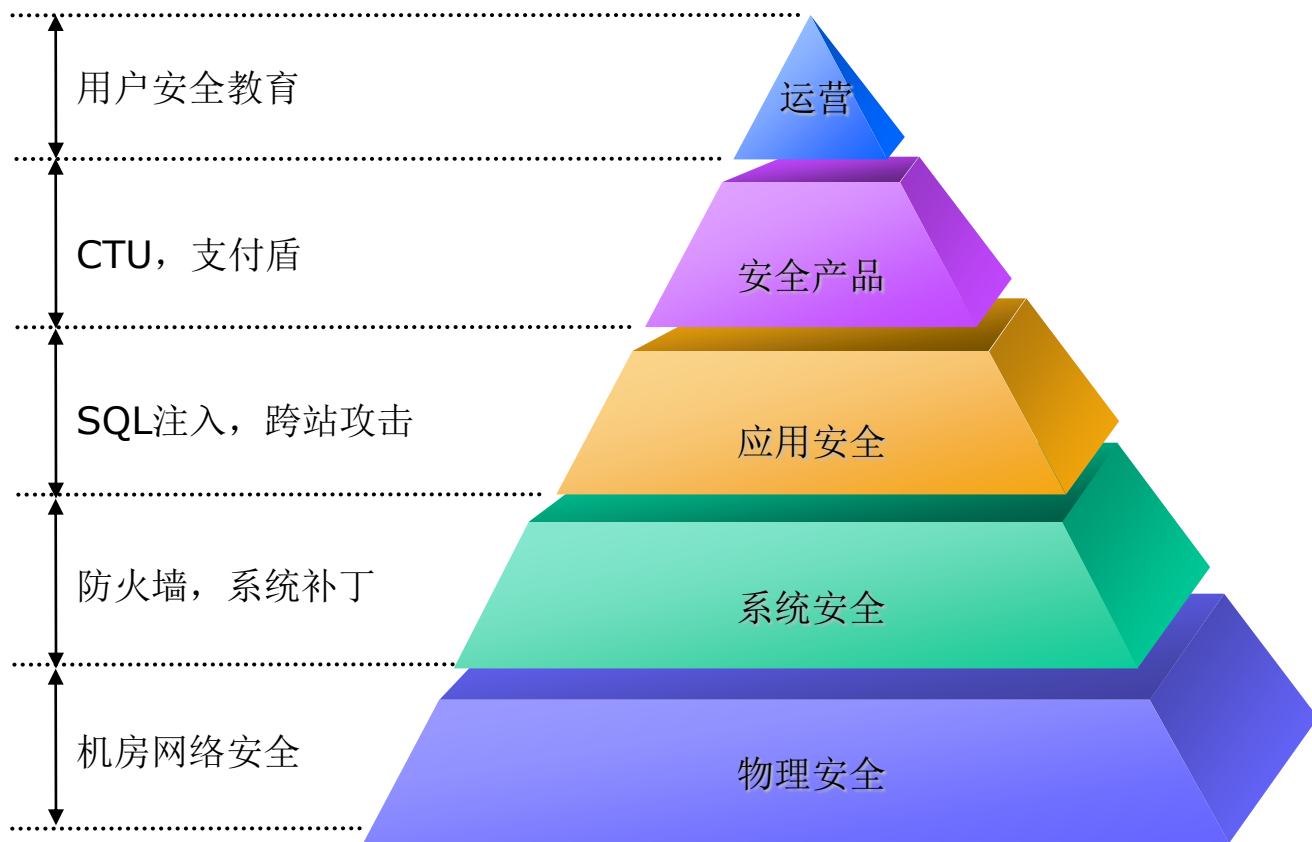 用户安全教育
运营
CTU，支付盾
安全产品
SQL注入，跨站攻击
应用安全
防火墙，系统补丁
系统安全
机房网络安全
物理安全